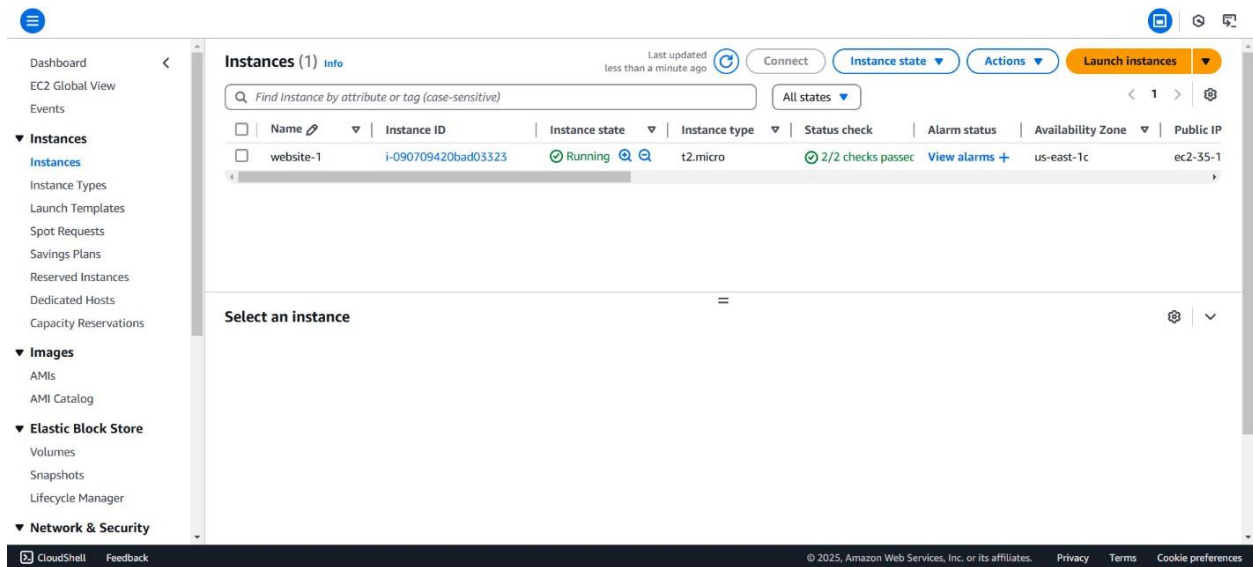 Dashboard
EC2 Global View
Events
Instances
Instances
Instance Types
Launch Templates
Spot Requests
Savings Plans
Reserved Instances
Dedicated Hosts
Capacity Reservations
Images
AMIs
AMI Catalog
Elastic Block Store
Volumes
Snapshots
Lifecycle Manager
Network & Security
Instances (1) Info
Last updated
less than a minute ago
Connect
Instance state
Actions
Launch instances
Find Instance by attribute or tag (case-sensitive)
All states
1
Name Instance ID Instance state Instance type Status check Alarm status Availability Zone Public IP
website-1 i-090709420bad03323 Running t2.micro 2/2 checks passec View alarms + us-east-1c ec2-35-1
Select an instance
CloudShell Feedback © 2025, Amazon Web Services, Inc. or its affiliates. Privacy Terms Cookie preferences